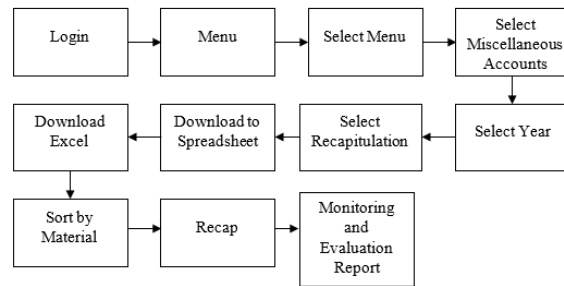 Login
Menu
Select Menu
Select
Miscellaneous
Accounts
Download
Excel
Download to
Spreadsheet
Select
Recapitulation
Select Year
Sort by
Material
Recap
Monitoring
and
Evaluation
Report